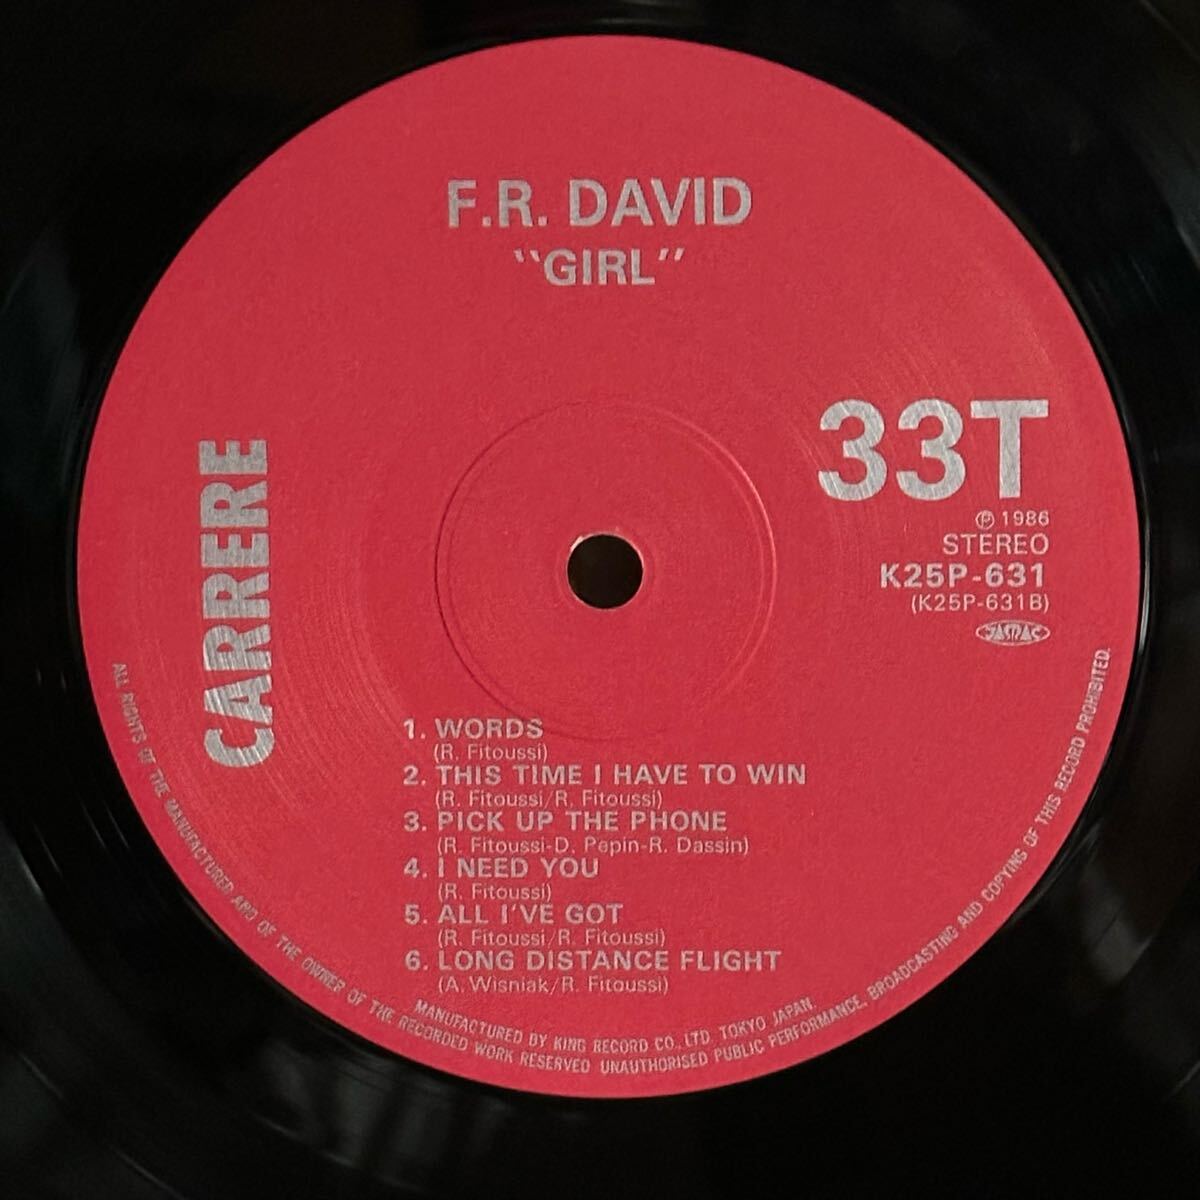 F.R. DAVID
"GIRL"
CARRERE
33T
Ⓟ 1986
STEREO
K25P-631
(K25P-631B)
JASRAC
1. WORDS
(R. Fitoussi)
2. THIS TIME I HAVE TO WIN
(R. Fitoussi/R. Fitoussi)
3. PICK UP THE PHONE
(R. Fitoussi-D. Pepin-R. Dassin)
4. I NEED YOU
(R. Fitoussi)
5. ALL I'VE GOT
(R. Fitoussi/R. Fitoussi)
6. LONG DISTANCE FLIGHT
(A. Wisniak/R. Fitoussi)
MANUFACTURED BY KING RECORD CO., LTD. TOKYO JAPAN.
ALL RIGHTS OF THE MANUFACTURER AND OF THE OWNER OF THE RECORDED WORK RESERVED UNAUTHORISED PUBLIC PERFORMANCE, BROADCASTING AND COPYING OF THIS RECORD PROHIBITED.